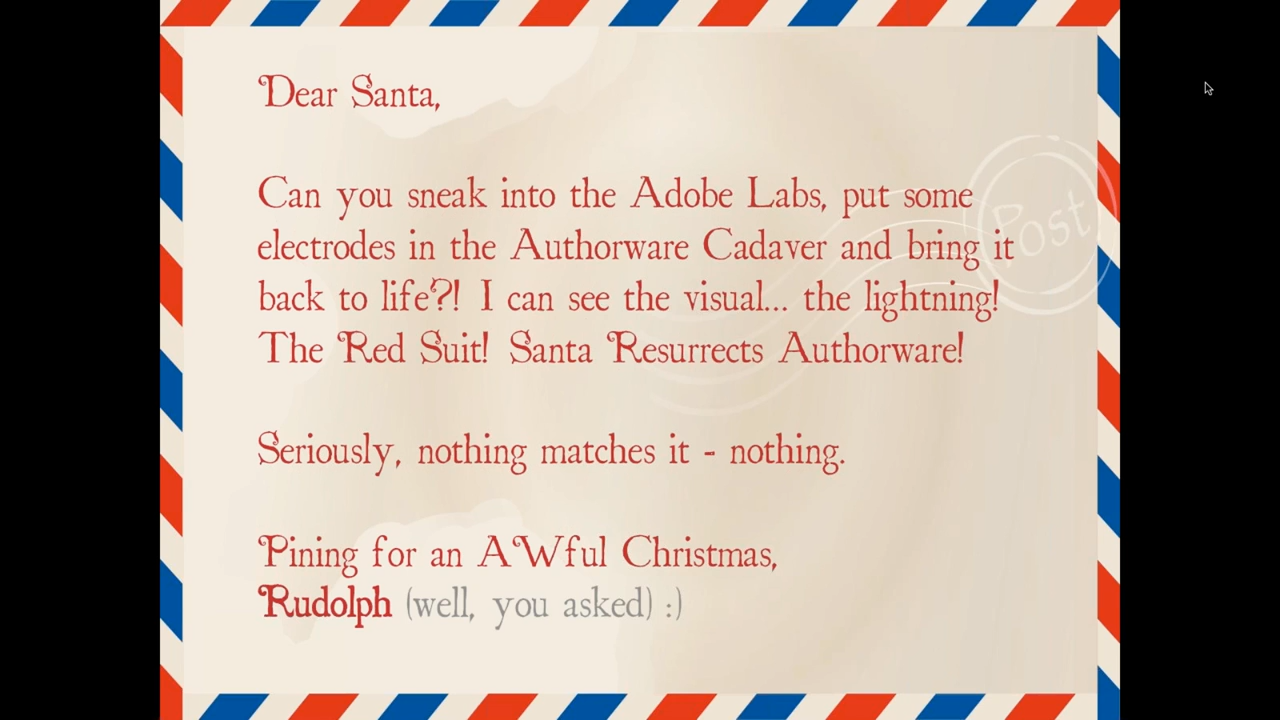 Dear Santa,
Can you sneak into the Adobe Labs, put some
electrodes in the Authorware Cadaver and bring it
back to life?! I can see the visual... the lightning!
The Red Suit! Santa Resurrects Authorware!
Seriously, nothing matches it - nothing.
Pining for an AWful Christmas,
Rudolph (well, you asked) :)
Post